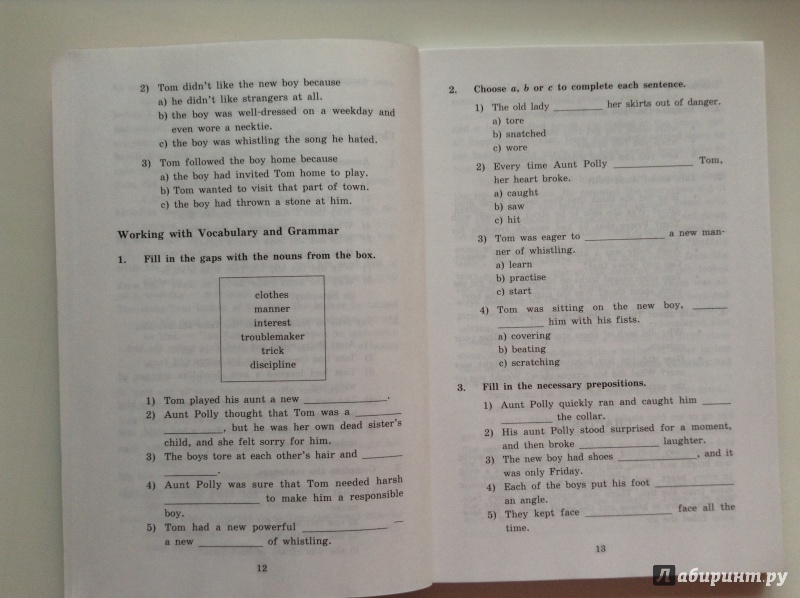 2) Tom didn't like the new boy because
a) he didn't like strangers at all.
b) the boy was well-dressed on a weekday and
even wore a necktie.
c) the boy was whistling the song he hated.
3) Tom followed the boy home because
a) the boy had invited Tom home to play.
b) Tom wanted to visit that part of town.
c) the boy had thrown a stone at him.
Working with Vocabulary and Grammar
1. Fill in the gaps with the nouns from the box.
clothes
manner
interest
troublemaker
trick
discipline
1) Tom played his aunt a new ______________.
2) Aunt Polly thought that Tom was a ________
__________, but he was her own dead sister's
child, and she felt sorry for him.
3) The boys tore at each other's hair and _______
_____________.
4) Aunt Polly was sure that Tom needed harsh
________________ to make him a responsible
boy.
5) Tom had a new powerful ______________ —
a new ___________ of whistling.
12
2. Choose a, b or c to complete each sentence.
1) The old lady _________ her skirts out of danger.
a) tore
b) snatched
c) wore
2) Every time Aunt Polly ______________ Tom,
her heart broke.
a) caught
b) saw
c) hit
3) Tom was eager to ______________ a new man-
ner of whistling.
a) learn
b) practise
c) start
4) Tom was sitting on the new boy, ______
________ him with his fists.
a) covering
b) beating
c) scratching
3. Fill in the necessary prepositions.
1) Aunt Polly quickly ran and caught him _____
_________ the collar.
2) His aunt Polly stood surprised for a moment,
and then broke ______________ laughter.
3) The new boy had shoes ______________, and it
was only Friday.
4) Each of the boys put his foot ______________
an angle.
5) They kept face _______________ face all the
time.
13
Лабиринт.ру